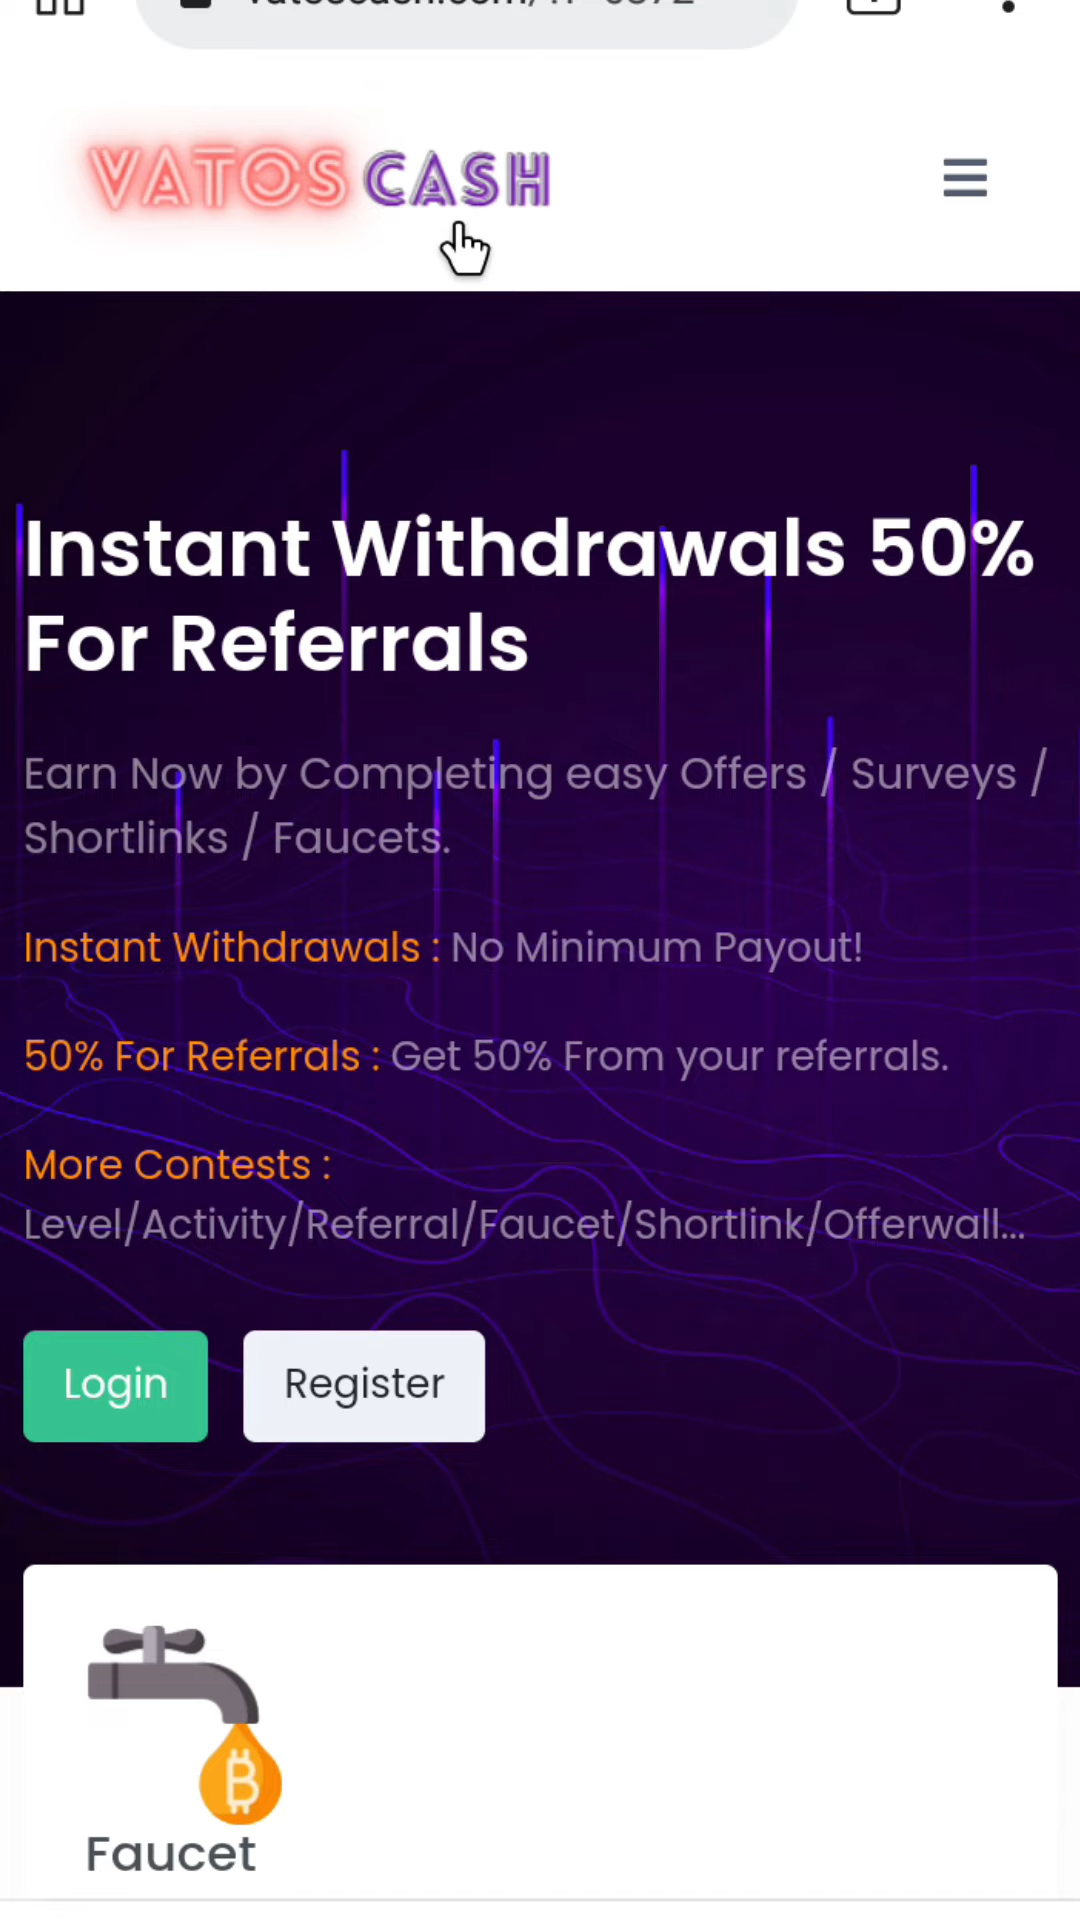 VATOS CASH
Instant Withdrawals 50%
For Referrals
Earn Now by Completing easy Offers / Surveys /
Shortlinks / Faucets.
Instant Withdrawals : No Minimum Payout!
50% For Referrals : Get 50% From your referrals.
More Contests :
Level/Activity/Referral/Faucet/Shortlink/Offerwall...
Login
Register
Faucet